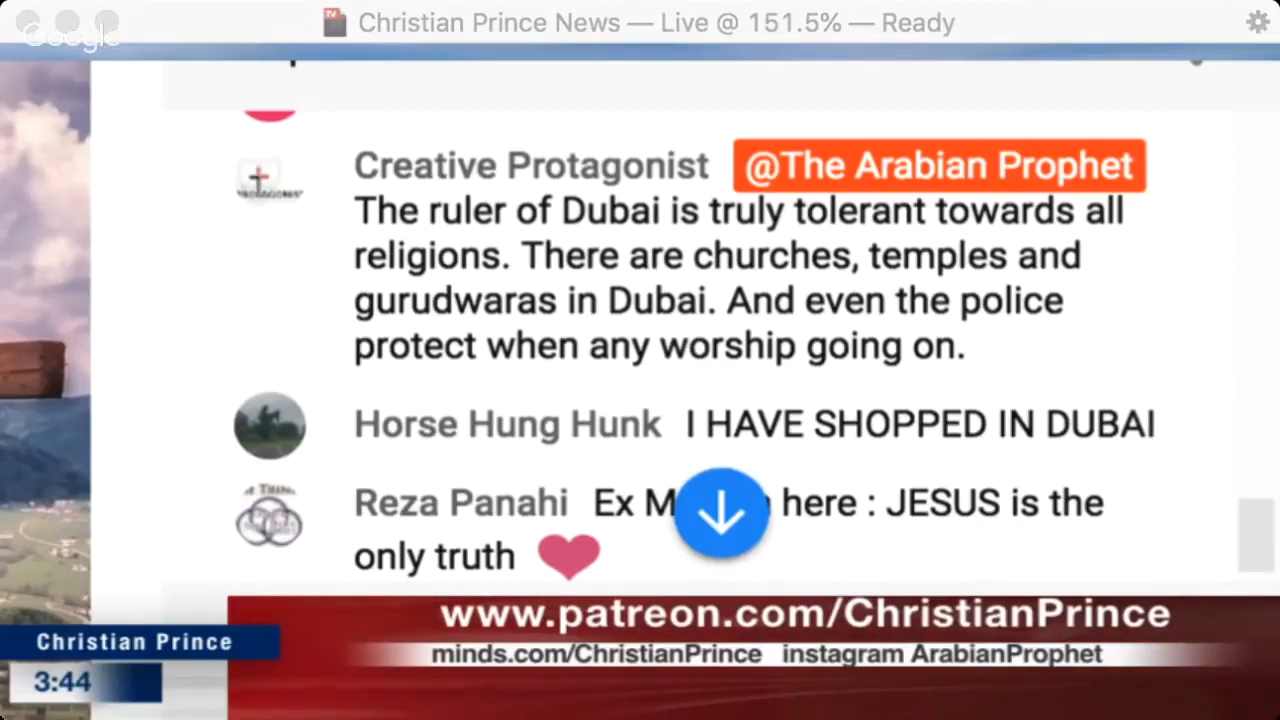 Christian Prince News — Live @ 151.5% — Ready
Google
Creative Protagonist @The Arabian Prophet
The ruler of Dubai is truly tolerant towards all
religions. There are churches, temples and
gurudwaras in Dubai. And even the police
protect when any worship going on.
Horse Hung Hunk I HAVE SHOPPED IN DUBAI
Reza Panahi Ex here : JESUS is the
only truth
www.patreon.com/ChristianPrince
Christian Prince
minds.com/ChristianPrince instagram ArabianProphet
3:44